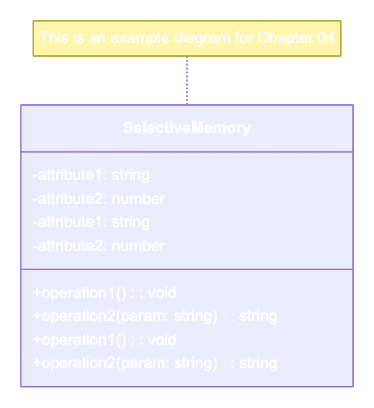 This is an example diagram for Chapter 04
SelectiveMemory
-attribute1: string
-attribute2: number
-attribute1: string
-attribute2: number
+operation1() : : void
+operation2(param: string) : : string
+operation1() : : void
+operation2(param: string) : : string